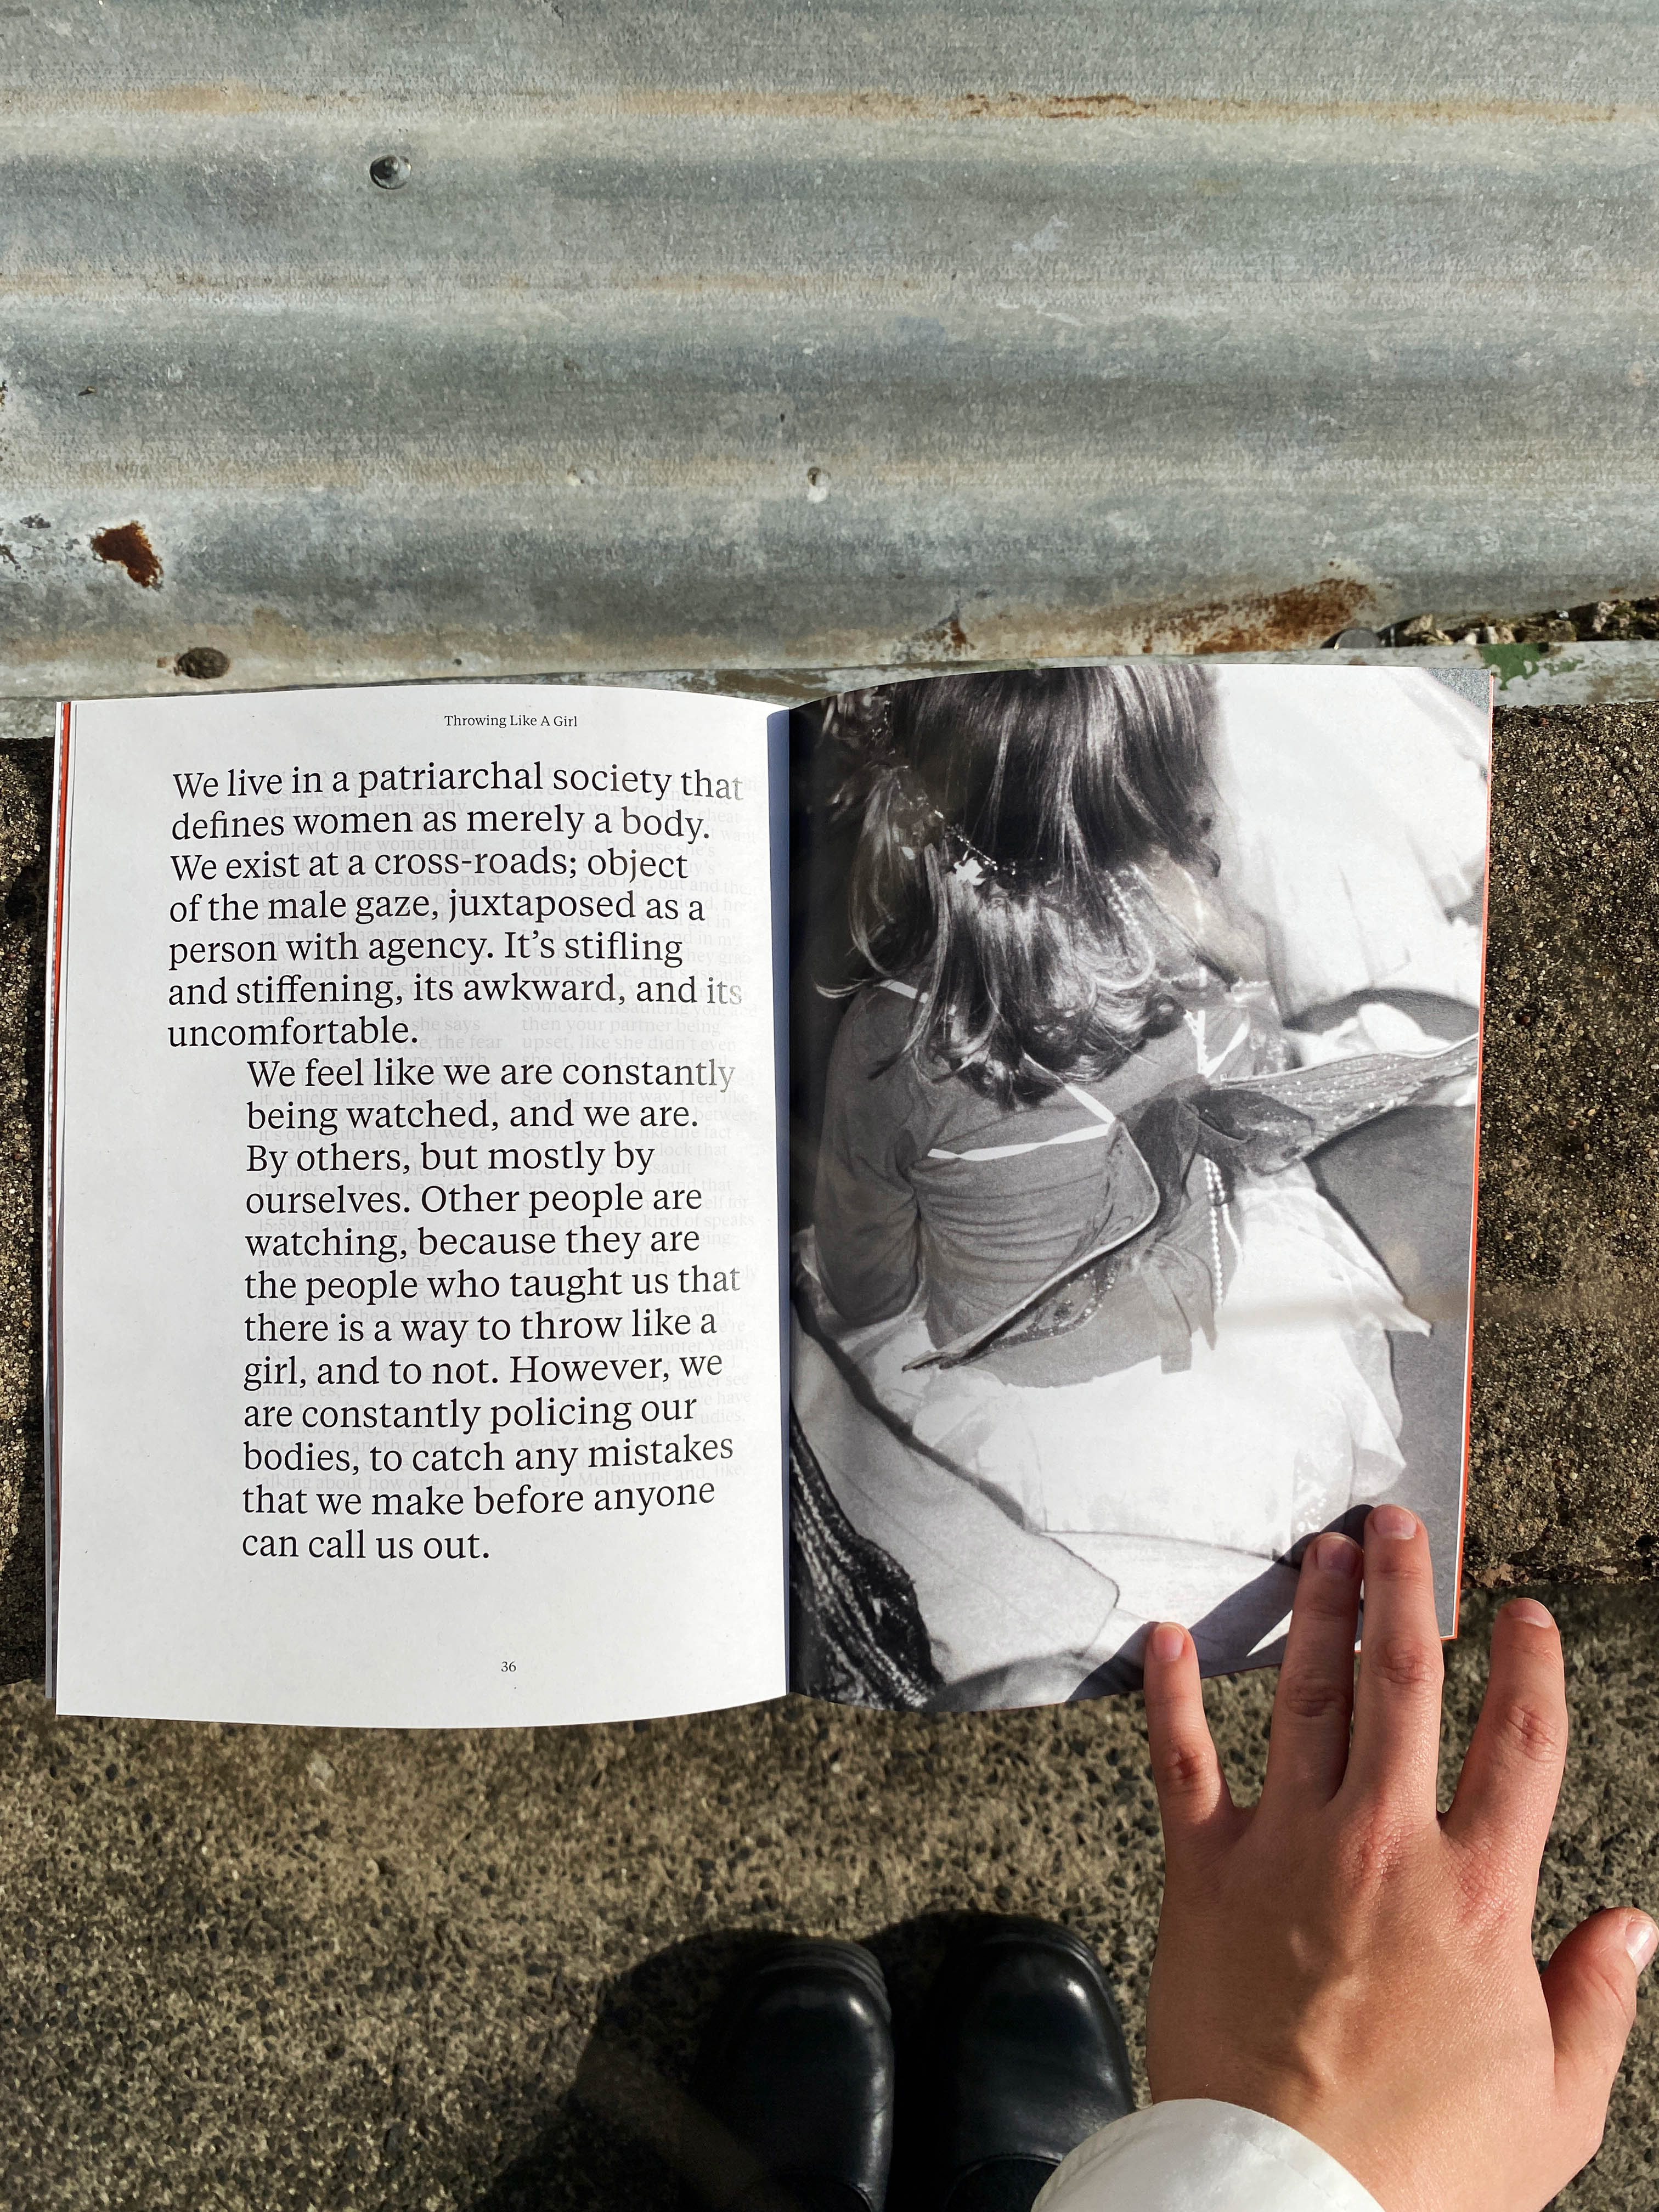 Throwing Like A Girl
We live in a patriarchal society that
defines women as merely a body.
We exist at a cross-roads; object
of the male gaze, juxtaposed as a
person with agency. It’s stifling
and stiffening, its awkward, and its
uncomfortable.
We feel like we are constantly
being watched, and we are.
By others, but mostly by
ourselves. Other people are
watching, because they are
the people who taught us that
there is a way to throw like a
girl, and to not. However, we
are constantly policing our
bodies, to catch any mistakes
that we make before anyone
can call us out.
36